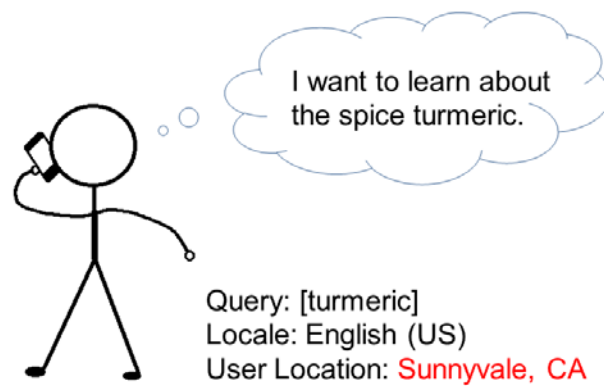 I want to learn about
the spice turmeric.
Query: [turmeric]
Locale: English (US)
User Location: Sunnyvale, CA